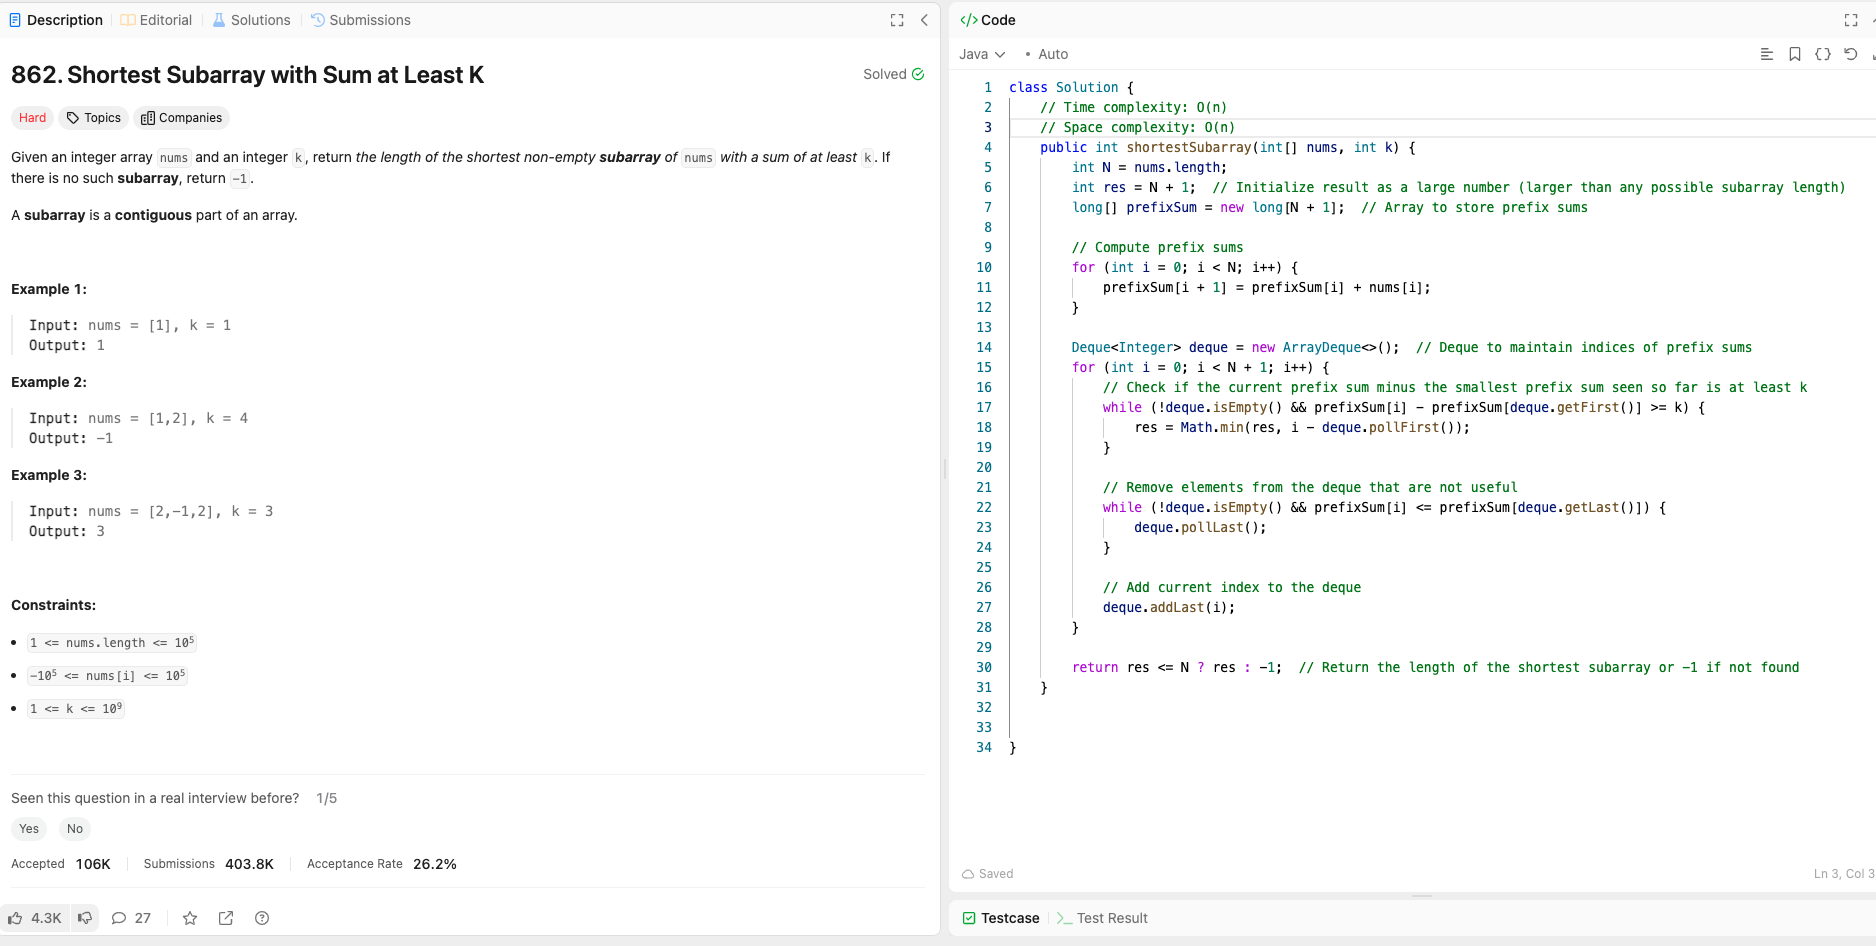 Description
Editorial
Solutions
Submissions
862. Shortest Subarray with Sum at Least K
Solved
Hard
Topics
Companies
Given an integer array nums and an integer k, return the length of the shortest non-empty subarray of nums with a sum of at least k. If
there is no such subarray, return -1.
A subarray is a contiguous part of an array.
Example 1:
Input: nums = [1], k = 1
Output: 1
Example 2:
Input: nums = [1,2], k = 4
Output: -1
Example 3:
Input: nums = [2,-1,2], k = 3
Output: 3
Constraints:
• 1 <= nums.length <= 10⁵
• -10⁵ <= nums[i] <= 10⁵
• 1 <= k <= 10⁹
Seen this question in a real interview before? 1/5
Yes No
Accepted 106K Submissions 403.8K Acceptance Rate 26.2%
4.3K 27
</> Code
Java • Auto
1 class Solution {
2 // Time complexity: O(n)
3 // Space complexity: O(n)
4 public int shortestSubarray(int[] nums, int k) {
5 int N = nums.length;
6 int res = N + 1; // Initialize result as a large number (larger than any possible subarray length)
7 long[] prefixSum = new long[N + 1]; // Array to store prefix sums
8
9 // Compute prefix sums
10 for (int i = 0; i < N; i++) {
11 prefixSum[i + 1] = prefixSum[i] + nums[i];
12 }
13
14 Deque<Integer> deque = new ArrayDeque<>(); // Deque to maintain indices of prefix sums
15 for (int i = 0; i < N + 1; i++) {
16 // Check if the current prefix sum minus the smallest prefix sum seen so far is at least k
17 while (!deque.isEmpty() && prefixSum[i] - prefixSum[deque.getFirst()] >= k) {
18 res = Math.min(res, i - deque.pollFirst());
19 }
20
21 // Remove elements from the deque that are not useful
22 while (!deque.isEmpty() && prefixSum[i] <= prefixSum[deque.getLast()]) {
23 deque.pollLast();
24 }
25
26 // Add current index to the deque
27 deque.addLast(i);
28 }
29
30 return res <= N ? res : -1; // Return the length of the shortest subarray or -1 if not found
31 }
32
33
34 }
Saved
Ln 3, Col 3
Testcase
>_ Test Result